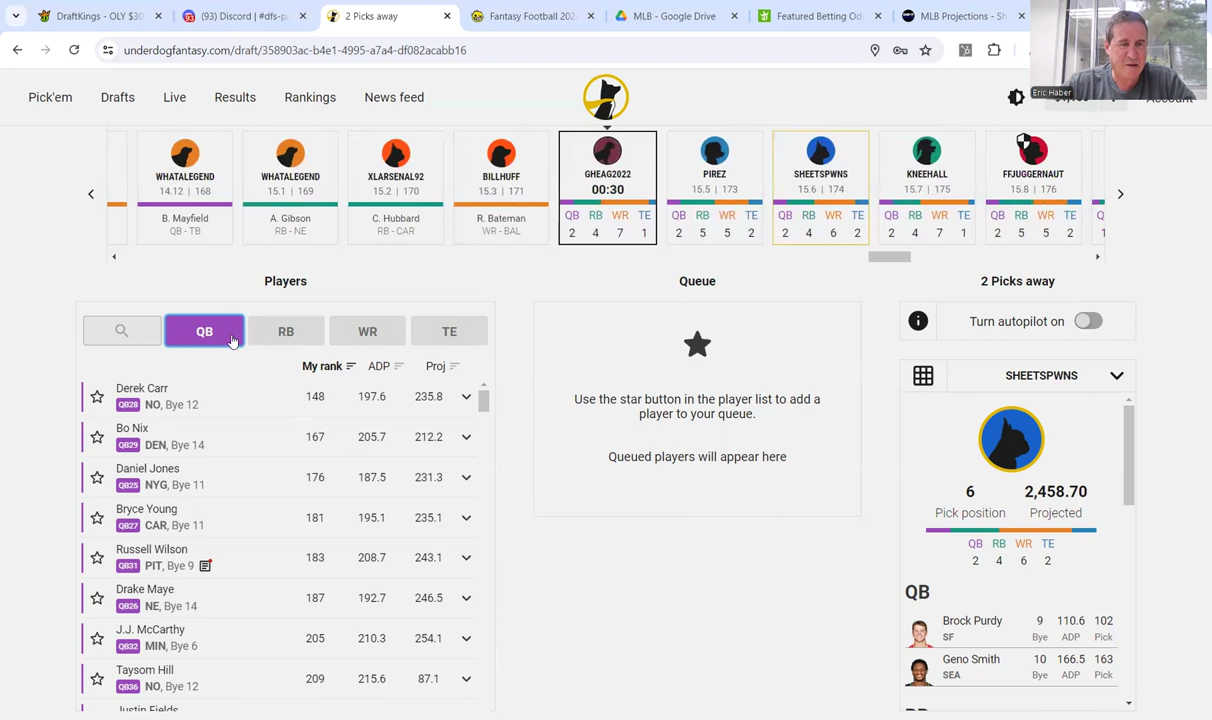 DraftKings - OLY $30
(93) Discord | #dfs-p
2 Picks away
Fantasy Football 202
MLB - Google Drive
Featured Betting Od
MLB Projections - Sh
underdogfantasy.com/draft/358903ac-b4e1-4995-a7a4-df082acabb16
Eric Haber
Pick'em Drafts Live Results Rankings News feed
WHATALEGEND
14.12 | 168
B. Mayfield
QB - TB
WHATALEGEND
15.1 | 169
A. Gibson
RB - NE
XLARSENAL92
15.2 | 170
C. Hubbard
RB - CAR
BILLHUFF
15.3 | 171
R. Bateman
WR - BAL
GHEAG2022
00:30
QB RB WR TE
2 4 7 1
PIREZ
15.5 | 173
QB RB WR TE
2 5 5 2
SHEETSPWNS
15.6 | 174
QB RB WR TE
2 4 6 2
KNEEHALL
15.7 | 175
QB RB WR TE
2 4 7 1
FFJUGGERNAUT
15.8 | 176
QB RB WR TE
2 5 5 2
Players
QB RB WR TE
My rank ADP Proj
Derek Carr
QB28 NO, Bye 12 148 197.6 235.8
Bo Nix
QB29 DEN, Bye 14 167 205.7 212.2
Daniel Jones
QB25 NYG, Bye 11 176 187.5 231.3
Bryce Young
QB27 CAR, Bye 11 181 195.1 235.1
Russell Wilson
QB31 PIT, Bye 9 183 208.7 243.1
Drake Maye
QB26 NE, Bye 14 187 192.7 246.5
J.J. McCarthy
QB32 MIN, Bye 6 205 210.3 254.1
Taysom Hill
QB36 NO, Bye 12 209 215.6 87.1
Justin Fields
Queue
Use the star button in the player list to add a
player to your queue.
Queued players will appear here
2 Picks away
Turn autopilot on
SHEETSPWNS
6 2,458.70
Pick position Projected
QB RB WR TE
2 4 6 2
QB
Brock Purdy 9 110.6 102
SF Bye ADP Pick
Geno Smith 10 166.5 163
SEA Bye ADP Pick